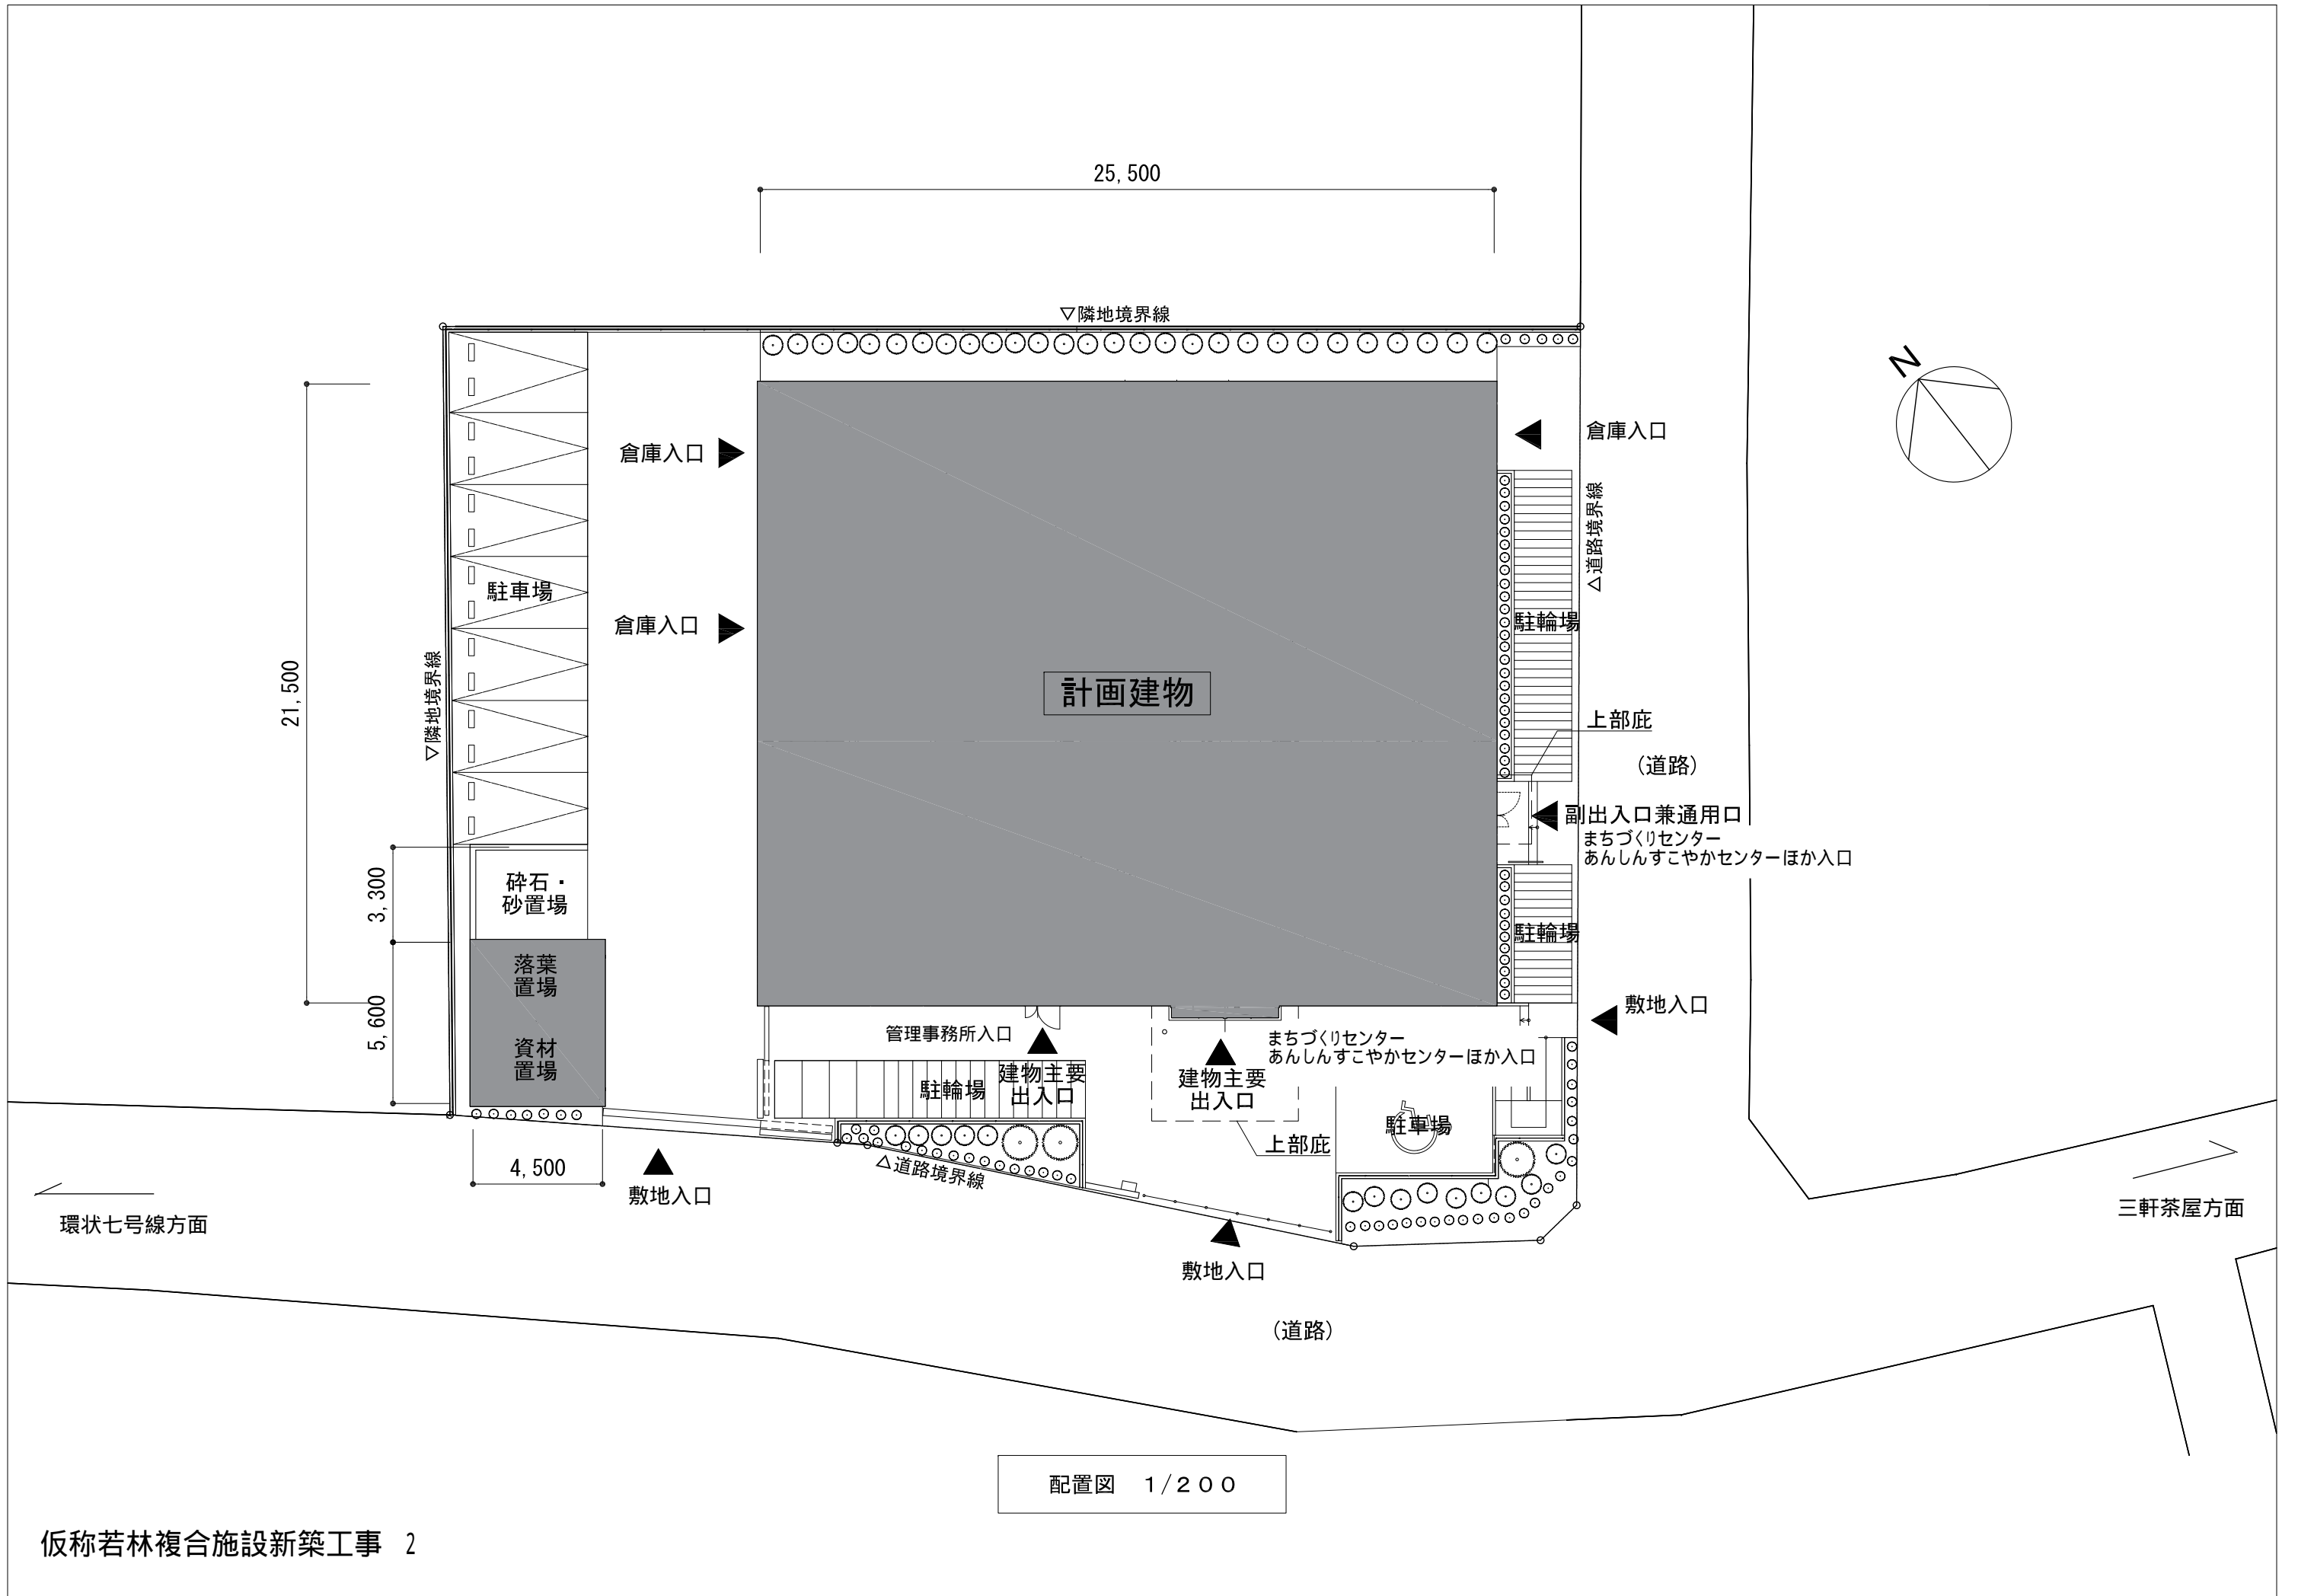 25,500
▽隣地境界線
N
倉庫入口
倉庫入口
△道路境界線
駐車場
倉庫入口
駐輪場
▽隣地境界線
21,500
計画建物
上部庇
(道路)
副出入口兼通用口
まちづくりセンター
あんしんすこやかセンターほか入口
3,300
砕石・
砂置場
駐輪場
落葉
置場
5,600
資材
置場
敷地入口
管理事務所入口
まちづくりセンター
あんしんすこやかセンターほか入口
駐輪場
建物主要
出入口
建物主要
出入口
駐車場
上部庇
△道路境界線
4,500
敷地入口
環状七号線方面
三軒茶屋方面
敷地入口
(道路)
配置図 1/200
仮称若林複合施設新築工事 2